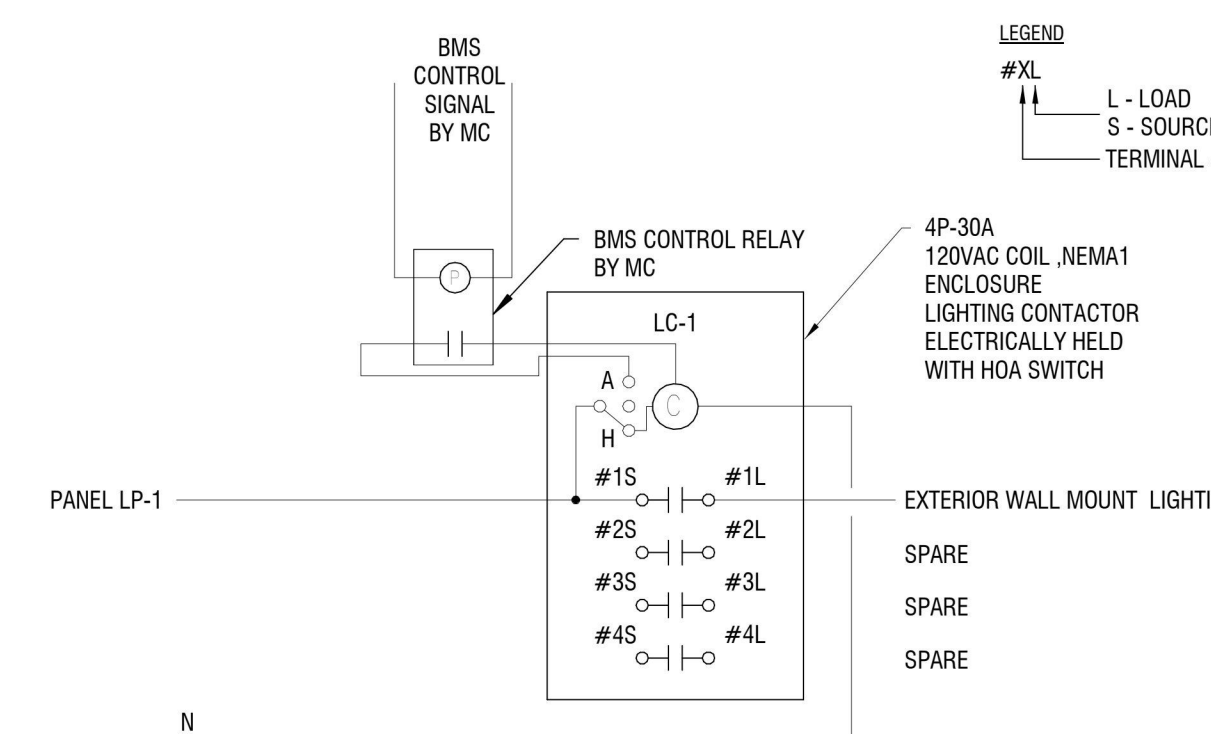 BMS
CONTROL
SIGNAL
BY MC
LEGEND
#XL
L - LOAD
S - SOURC
TERMINAL
P
BMS CONTROL RELAY
BY MC
4P-30A
120VAC COIL ,NEMA1
ENCLOSURE
LIGHTING CONTACTOR
ELECTRICALLY HELD
WITH HOA SWITCH
LC-1
A
C
H
#1S #1L
PANEL LP-1
EXTERIOR WALL MOUNT LIGHTI
#2S #2L
SPARE
#3S #3L
SPARE
#4S #4L
SPARE
N